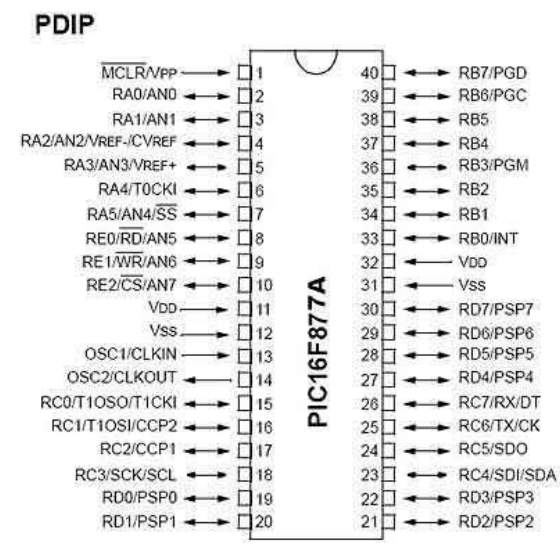 PDIP
MCLR/VPP 1 40 RB7/PGD
RA0/AN0 2 39 RB6/PGC
RA1/AN1 3 38 RB5
RA2/AN2/VREF-/CVREF 4 37 RB4
RA3/AN3/VREF+ 5 36 RB3/PGM
RA4/T0CKI 6 35 RB2
RA5/AN4/SS 7 34 RB1
RE0/RD/AN5 8 33 RB0/INT
RE1/WR/AN6 9 32 VDD
RE2/CS/AN7 10 31 VSS
VDD 11 30 RD7/PSP7
VSS 12 29 RD6/PSP6
OSC1/CLKIN 13 28 RD5/PSP5
OSC2/CLKOUT 14 27 RD4/PSP4
RC0/T1OSO/T1CKI 15 26 RC7/RX/DT
RC1/T1OSI/CCP2 16 25 RC6/TX/CK
RC2/CCP1 17 24 RC5/SDO
RC3/SCK/SCL 18 23 RC4/SDI/SDA
RD0/PSP0 19 22 RD3/PSP3
RD1/PSP1 20 21 RD2/PSP2
PIC16F877A